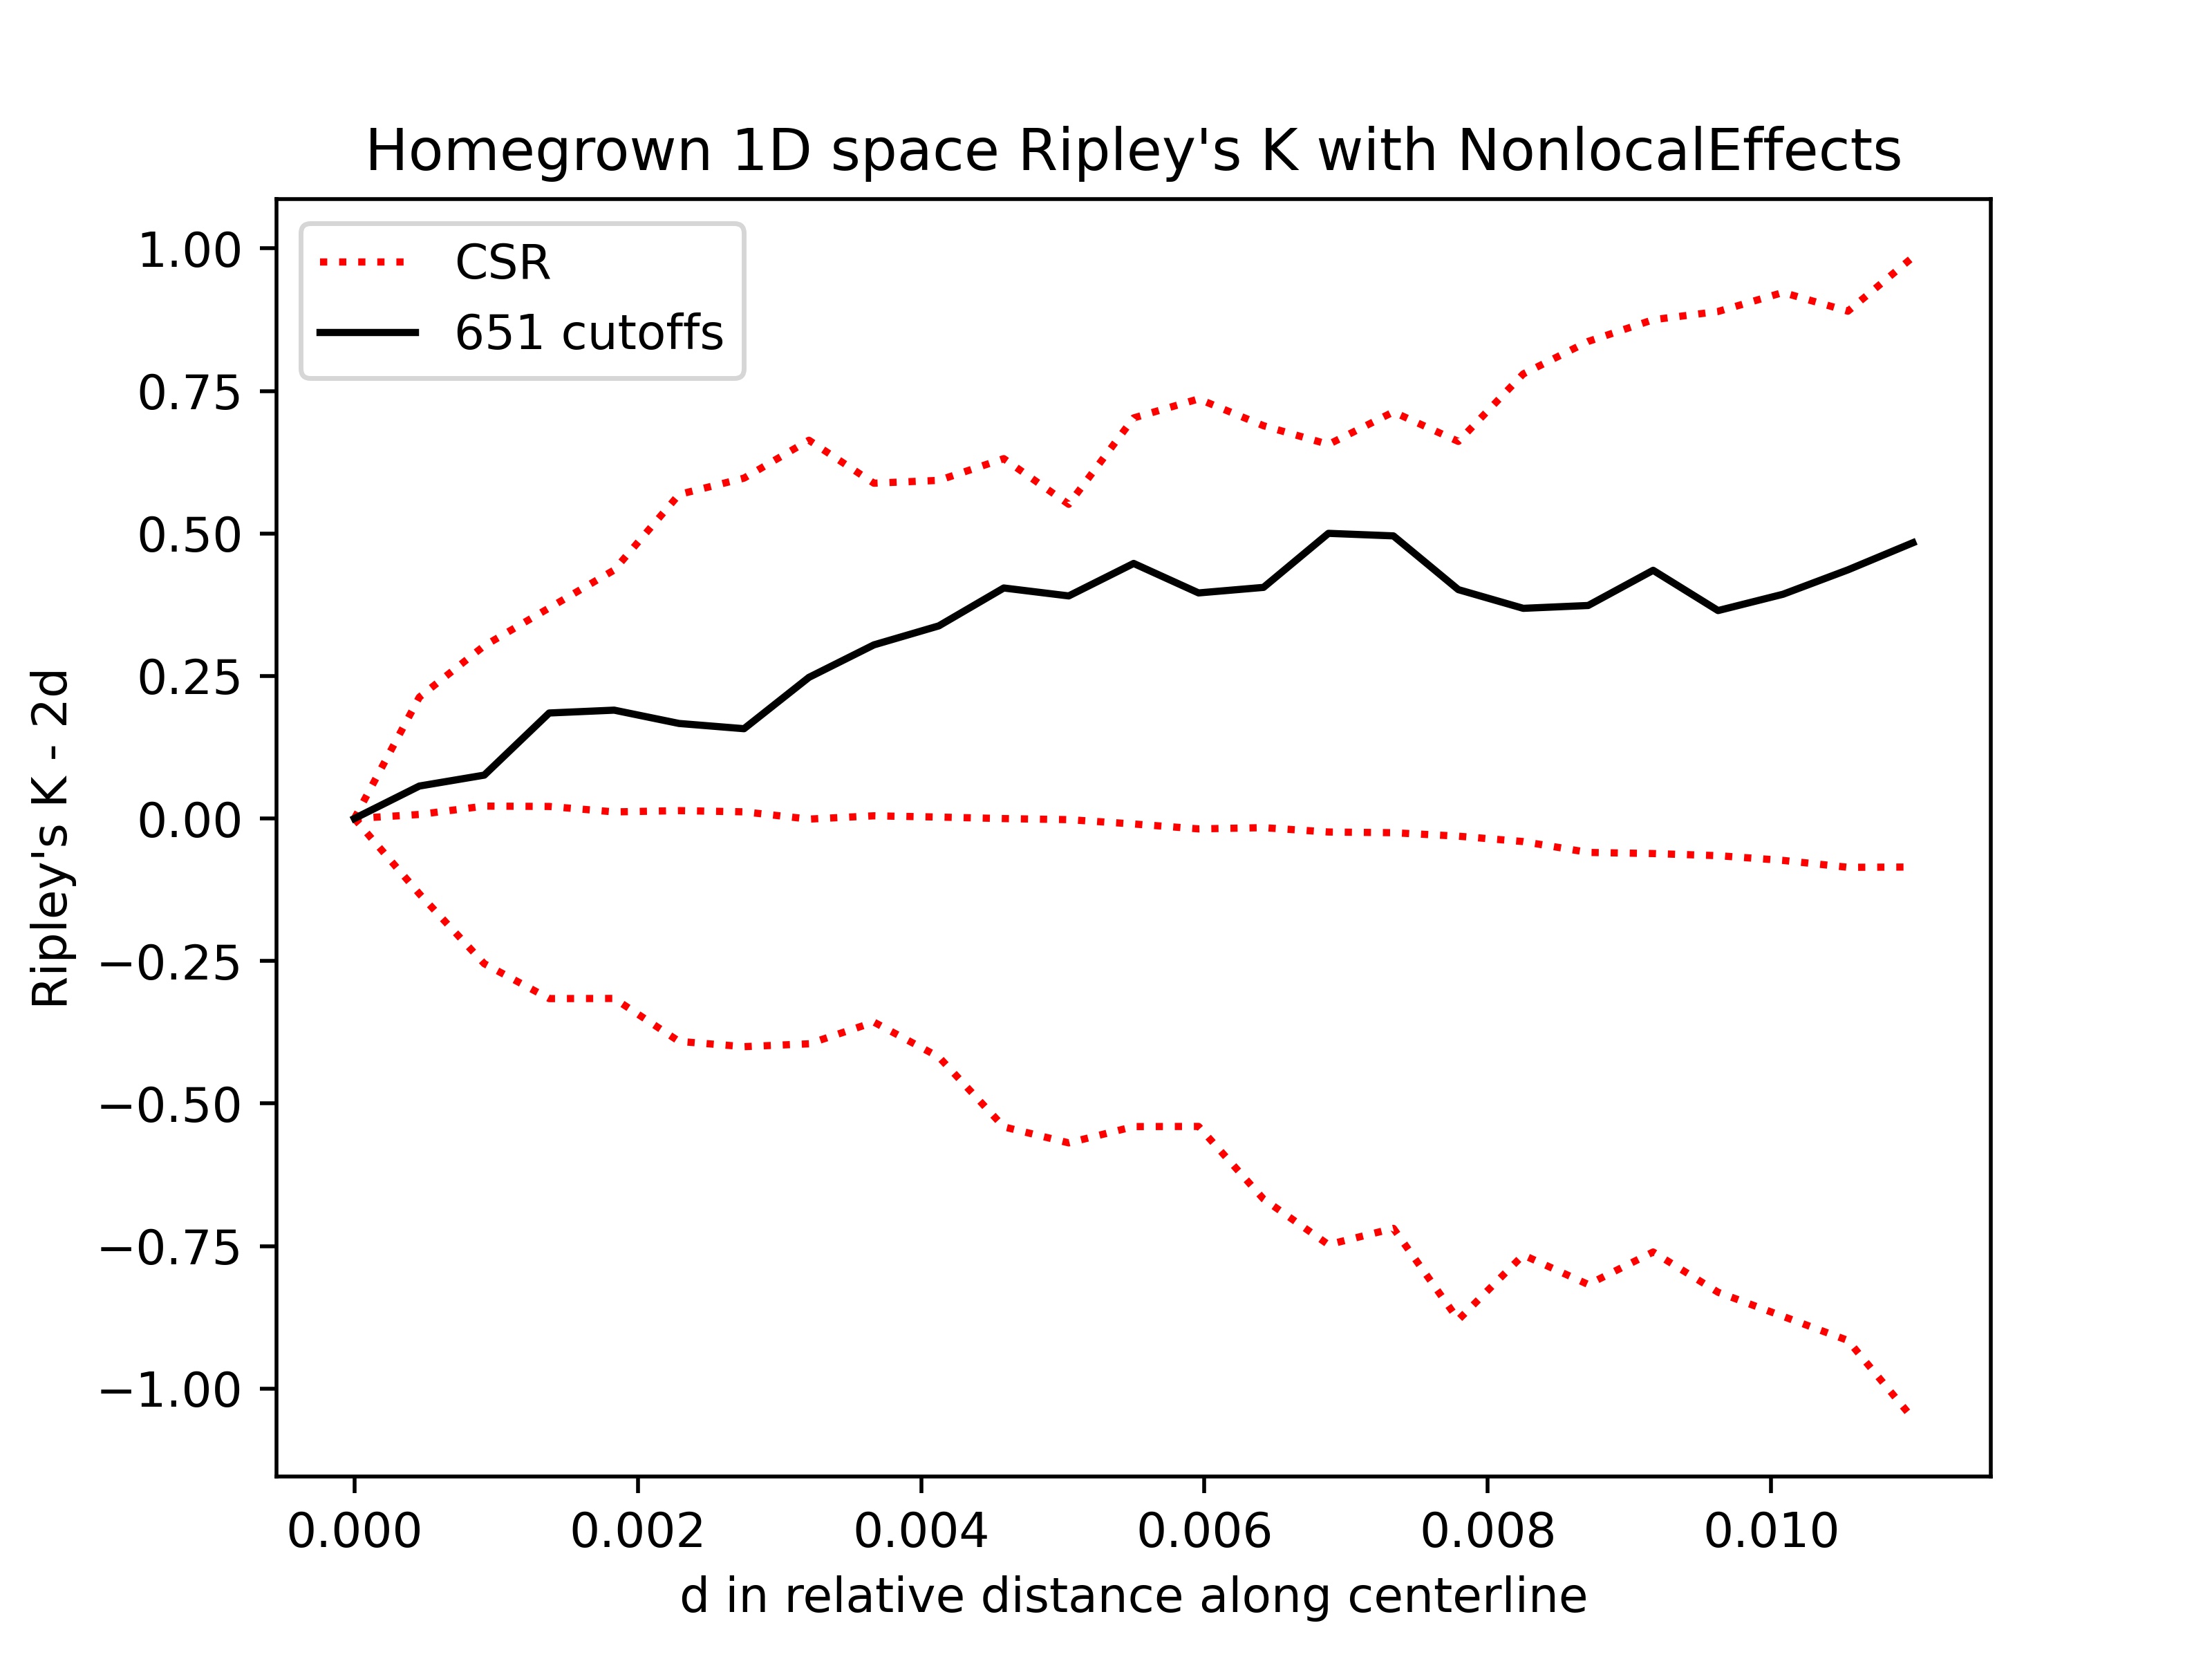 Homegrown 1D space Ripley's K with NonlocalEffects
CSR
651 cutoffs
Ripley's K - 2d
1.00
0.75
0.50
0.25
0.00
−0.25
−0.50
−0.75
−1.00
0.000 0.002 0.004 0.006 0.008 0.010
d in relative distance along centerline